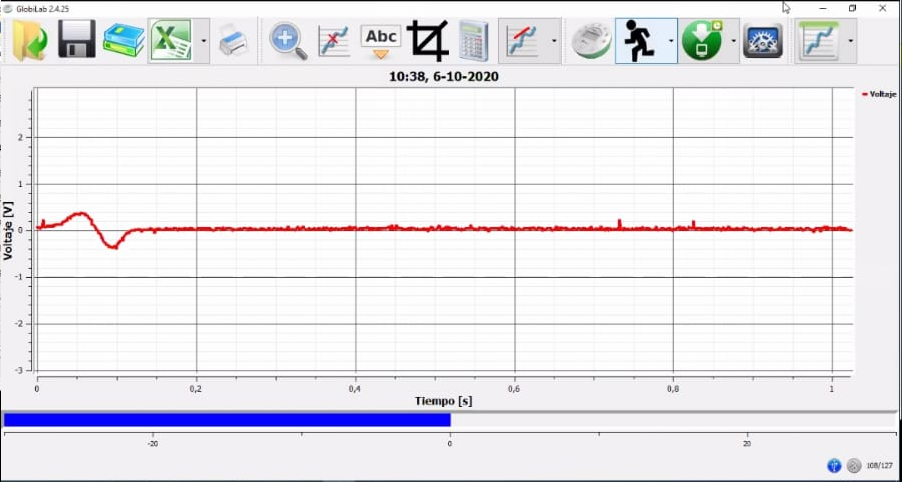 GlobiLab 2.4.25
Abc
10:38, 6-10-2020
Voltaje
Voltaje [V]
2
1
0
-1
-2
-3
0 0,2 0,4 0,6 0,8 1
Tiempo [s]
-20 0 20
108/127